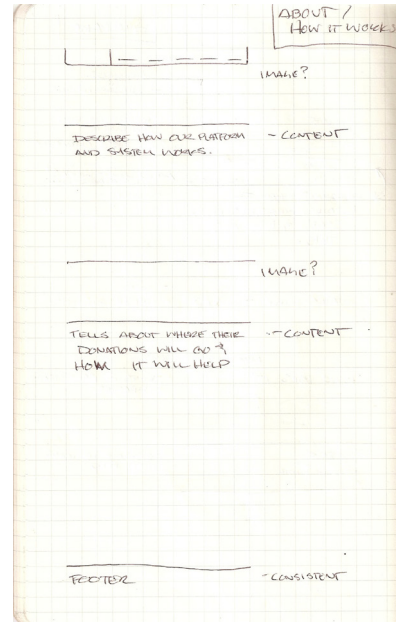 ABOUT /
HOW IT WORKS
IMAGE?
DESCRIBE HOW OUR PLATFORM - CONTENT
AND SYSTEM WORKS.
IMAGE?
TELLS ABOUT WHERE THEIR - CONTENT
DONATIONS WILL GO &
HOW IT WILL HELP
FOOTER - CONSISTENT